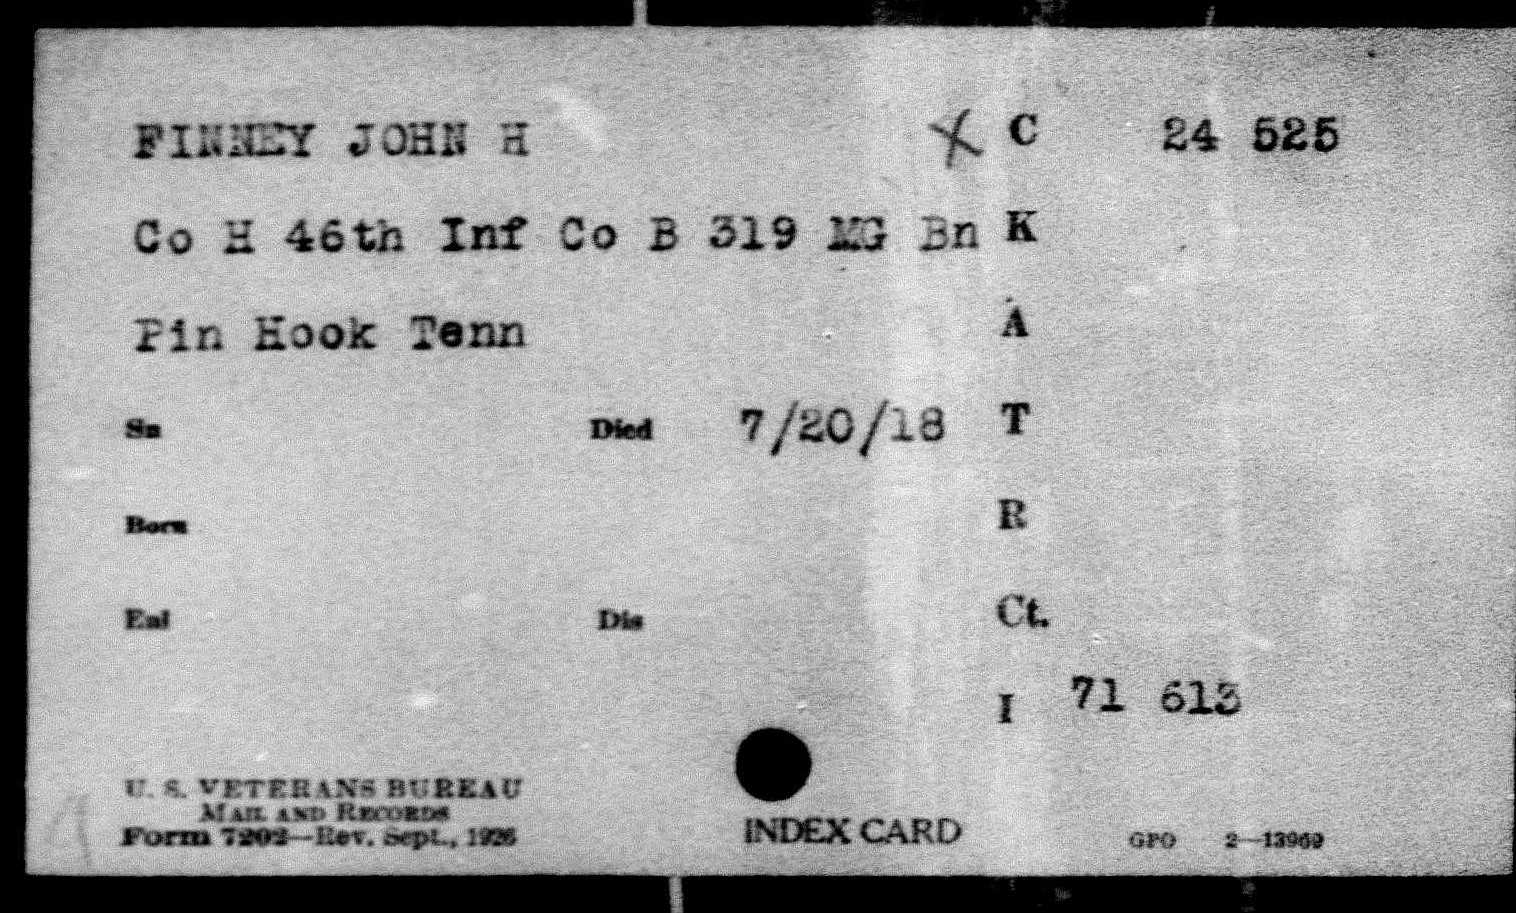 FINNEY JOHN H X C 24 525
Co H 46th Inf Co B 319 MG Bn K
Pin Hook Tenn A
Sn Died 7/20/18 T
Born R
Enl Dis Ct.
I 71 613
U. S. VETERANS BUREAU
MAIL AND RECORDS
Form 7202—Rev. Sept., 1926
INDEX CARD
GPO 2—13969